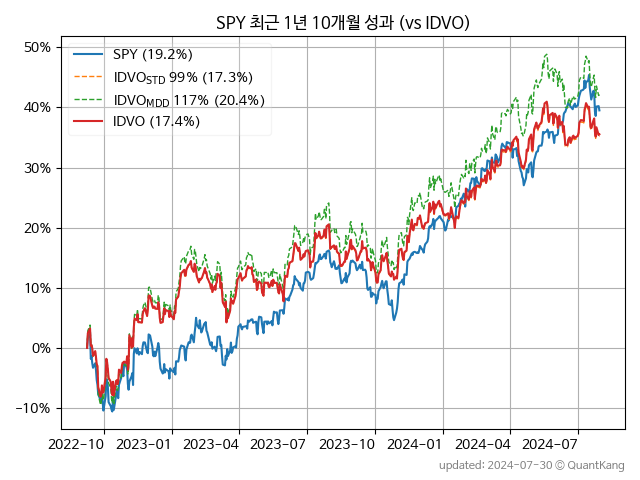 SPY 최근 1년 10개월 성과 (vs IDVO)
50%
40%
30%
20%
10%
0%
−10%
SPY (19.2%)
IDVO_STD 99% (17.3%)
IDVO_MDD 117% (20.4%)
IDVO (17.4%)
2022-10 2023-01 2023-04 2023-07 2023-10 2024-01 2024-04 2024-07
updated: 2024-07-30 © QuantKang